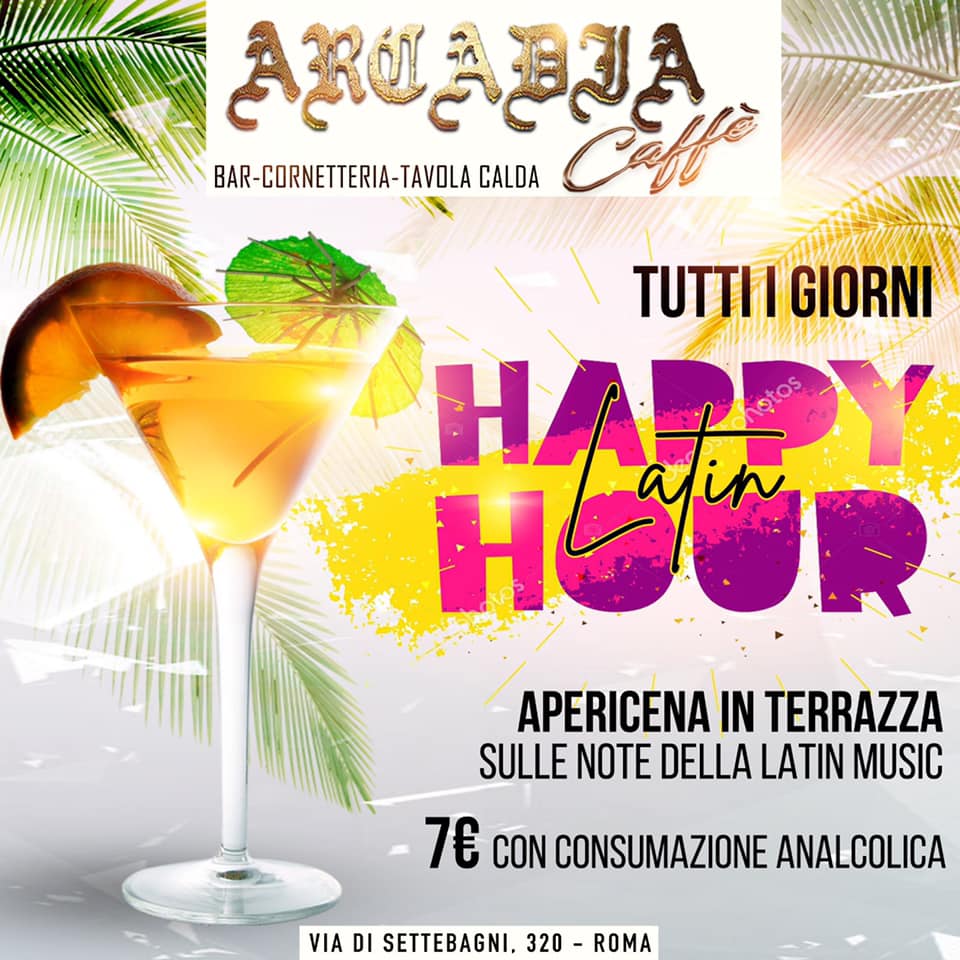 ARCADIA
Caffè
BAR-CORNETTERIA-TAVOLA CALDA
TUTTI I GIORNI
HAPPY
Latin
HOUR
APERICENA IN TERRAZZA
SULLE NOTE DELLA LATIN MUSIC
7€ CON CONSUMAZIONE ANALCOLICA
VIA DI SETTEBAGNI, 320 - ROMA